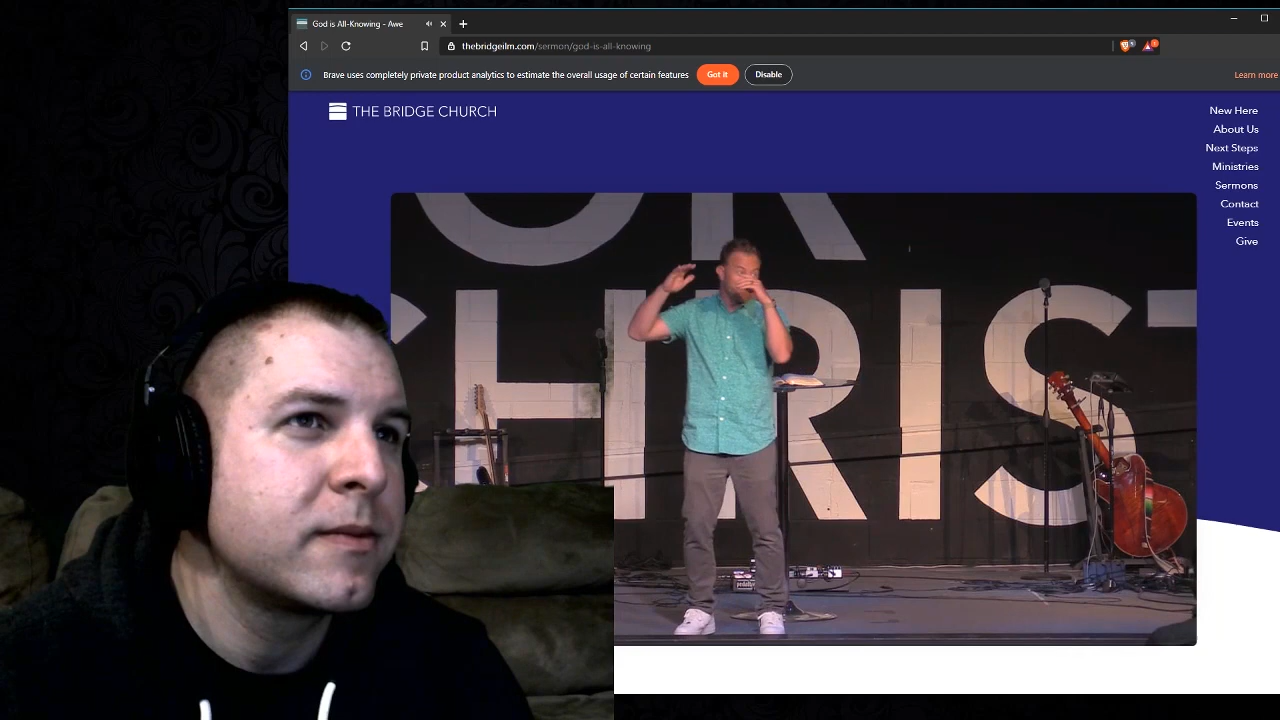 God is All-Knowing - Awe
thebridgeilm.com/sermon/god-is-all-knowing
Brave uses completely private product analytics to estimate the overall usage of certain features
Got it
Disable
Learn more
THE BRIDGE CHURCH
New Here
About Us
Next Steps
Ministries
Sermons
Contact
Events
Give
OR
CHRIST